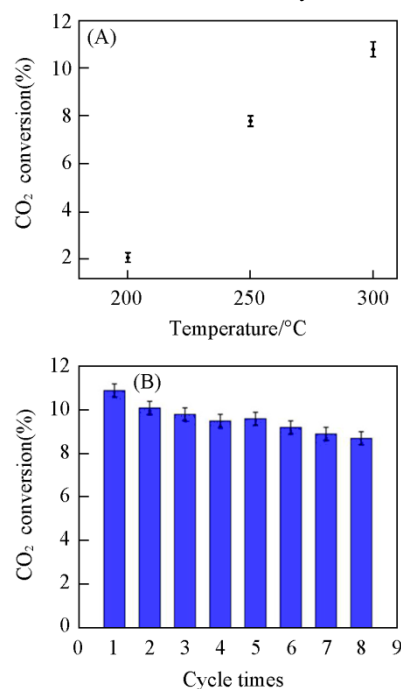 (A)
CO₂ conversion(%)
12
10
8
6
4
2
200 250 300
Temperature/°C
(B)
CO₂ conversion(%)
12
10
8
6
4
2
0
0 1 2 3 4 5 6 7 8 9
Cycle times